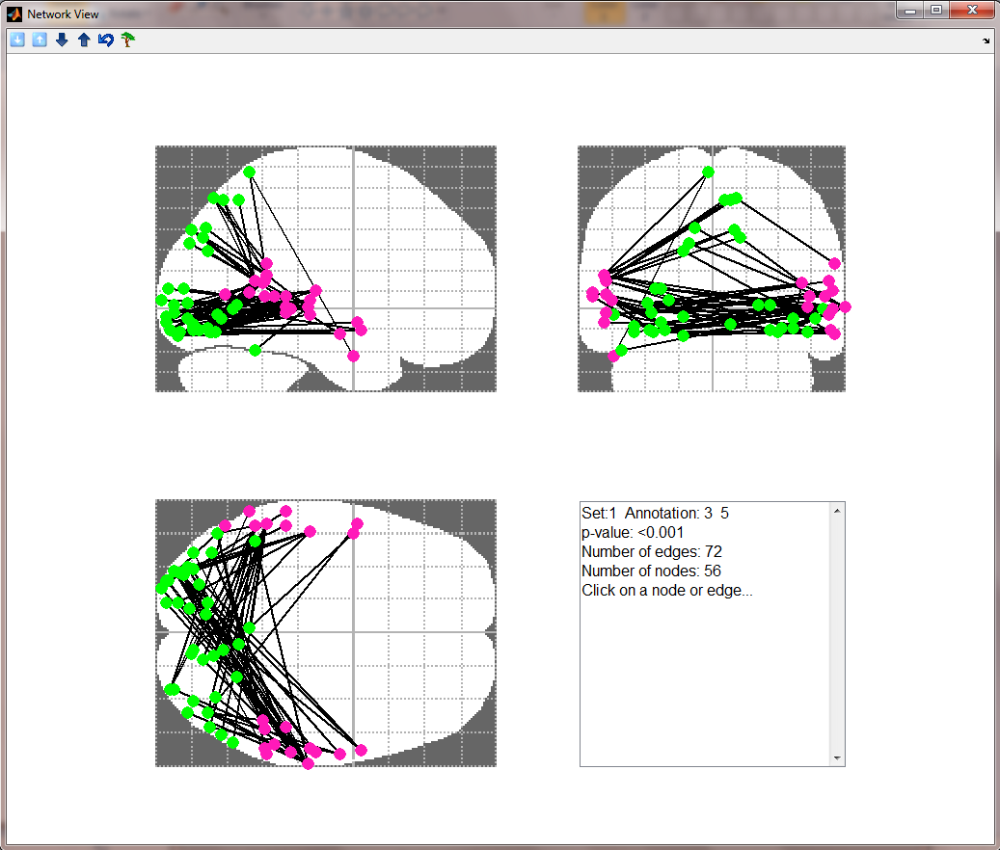 Network View
Set:1  Annotation: 3  5
p-value: <0.001
Number of edges: 72
Number of nodes: 56
Click on a node or edge...